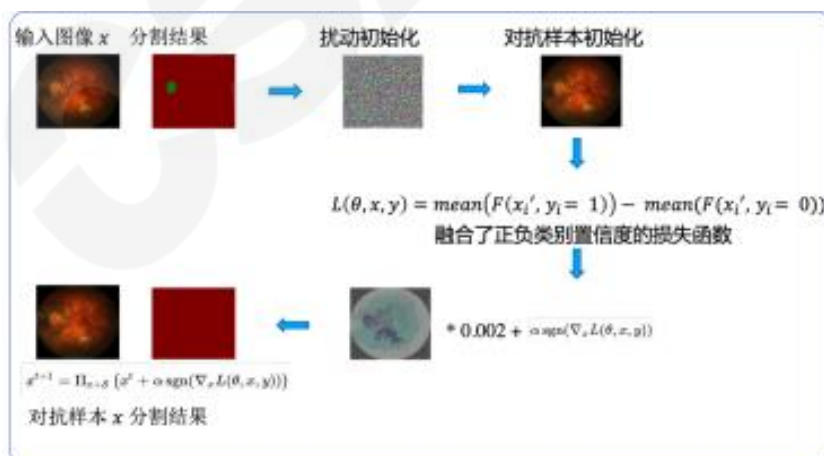 输入图像 x 分割结果 扰动初始化 对抗样本初始化
L(θ, x, y) = mean(F(xᵢ′, yᵢ = 1)) − mean(F(xᵢ′, yᵢ = 0))
融合了正负类别置信度的损失函数
* 0.002 + α sgn(∇ₓL(θ, x, y))
xᵗ⁺¹ = Πₓ₊S {xᵗ + α sgn(∇ₓL(θ, x, y))}
对抗样本 x 分割结果